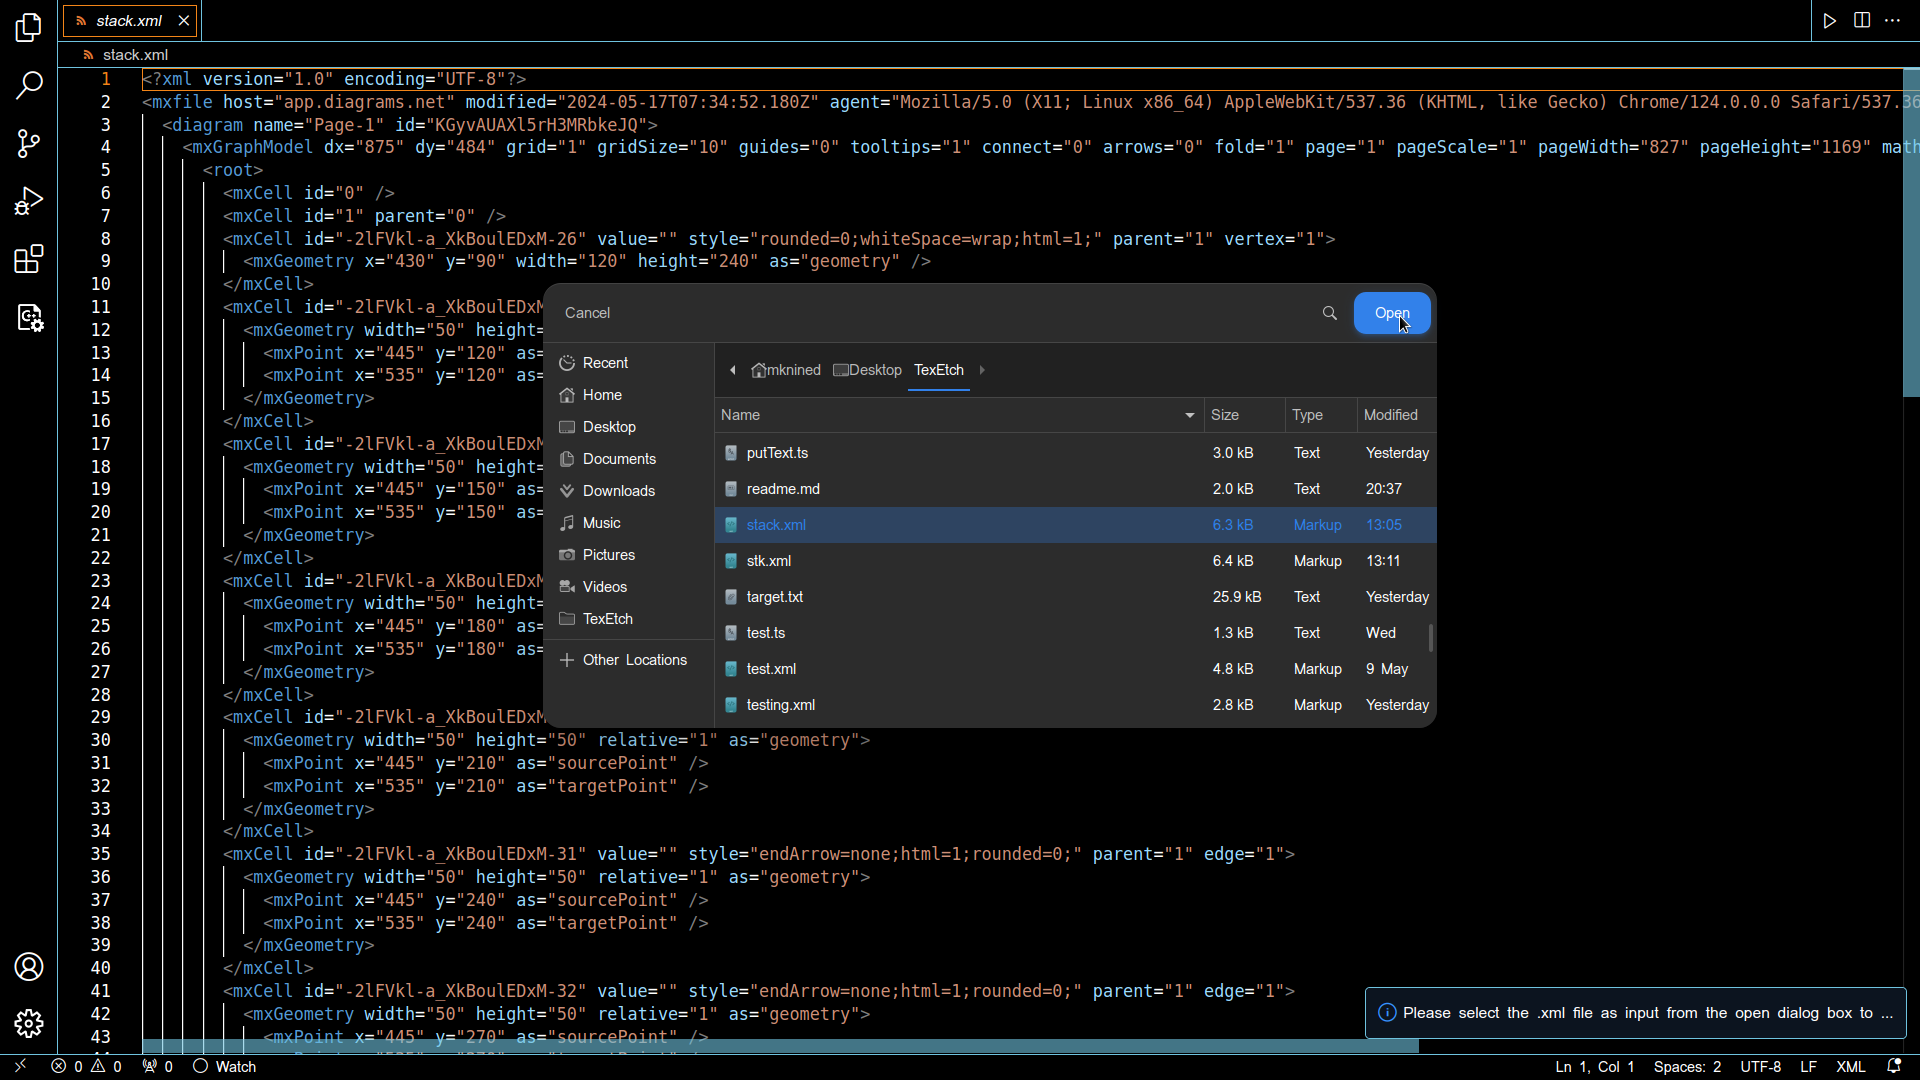 stack.xml
stack.xml
1 <?xml version="1.0" encoding="UTF-8"?>
2 <mxfile host="app.diagrams.net" modified="2024-05-17T07:34:52.180Z" agent="Mozilla/5.0 (X11; Linux x86_64) AppleWebKit/537.36 (KHTML, like Gecko) Chrome/124.0.0.0 Safari/537.36
3 <diagram name="Page-1" id="KGyvAUAXl5rH3MRbkeJQ">
4 <mxGraphModel dx="875" dy="484" grid="1" gridSize="10" guides="0" tooltips="1" connect="0" arrows="0" fold="1" page="1" pageScale="1" pageWidth="827" pageHeight="1169" math
5 <root>
6 <mxCell id="0" />
7 <mxCell id="1" parent="0" />
8 <mxCell id="-2lFVkl-a_XkBoulEDxM-26" value="" style="rounded=0;whiteSpace=wrap;html=1;" parent="1" vertex="1">
9 <mxGeometry x="430" y="90" width="120" height="240" as="geometry" />
10 </mxCell>
11 <mxCell id="-2lFVkl-a_XkBoulEDxM
12 <mxGeometry width="50" height=
13 <mxPoint x="445" y="120" as=
14 <mxPoint x="535" y="120" as=
15 </mxGeometry>
16 </mxCell>
17 <mxCell id="-2lFVkl-a_XkBoulEDxM
18 <mxGeometry width="50" height=
19 <mxPoint x="445" y="150" as=
20 <mxPoint x="535" y="150" as=
21 </mxGeometry>
22 </mxCell>
23 <mxCell id="-2lFVkl-a_XkBoulEDxM
24 <mxGeometry width="50" height=
25 <mxPoint x="445" y="180" as=
26 <mxPoint x="535" y="180" as=
27 </mxGeometry>
28 </mxCell>
29 <mxCell id="-2lFVkl-a_XkBoulEDxM
30 <mxGeometry width="50" height="50" relative="1" as="geometry">
31 <mxPoint x="445" y="210" as="sourcePoint" />
32 <mxPoint x="535" y="210" as="targetPoint" />
33 </mxGeometry>
34 </mxCell>
35 <mxCell id="-2lFVkl-a_XkBoulEDxM-31" value="" style="endArrow=none;html=1;rounded=0;" parent="1" edge="1">
36 <mxGeometry width="50" height="50" relative="1" as="geometry">
37 <mxPoint x="445" y="240" as="sourcePoint" />
38 <mxPoint x="535" y="240" as="targetPoint" />
39 </mxGeometry>
40 </mxCell>
41 <mxCell id="-2lFVkl-a_XkBoulEDxM-32" value="" style="endArrow=none;html=1;rounded=0;" parent="1" edge="1">
42 <mxGeometry width="50" height="50" relative="1" as="geometry">
43 <mxPoint x="445" y="270" as="sourcePoint" />
Cancel Open
Recent
Home
Desktop
Documents
Downloads
Music
Pictures
Videos
TexEtch
Other Locations
mknined Desktop TexEtch
Name Size Type Modified
putText.ts 3.0 kB Text Yesterday
readme.md 2.0 kB Text 20:37
stack.xml 6.3 kB Markup 13:05
stk.xml 6.4 kB Markup 13:11
target.txt 25.9 kB Text Yesterday
test.ts 1.3 kB Text Wed
test.xml 4.8 kB Markup 9 May
testing.xml 2.8 kB Markup Yesterday
Please select the .xml file as input from the open dialog box to ...
0 0 0 Watch Ln 1, Col 1 Spaces: 2 UTF-8 LF XML